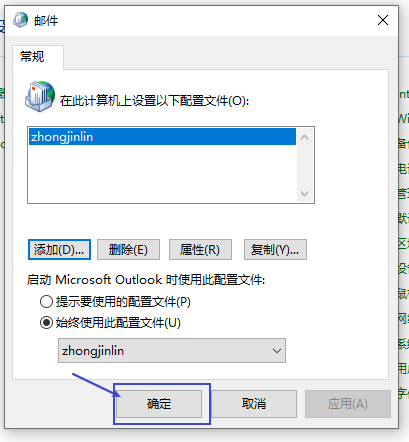 邮件
常规
在此计算机上设置以下配置文件(O):
zhongjinlin
添加(D)... 删除(E) 属性(R) 复制(Y)...
启动 Microsoft Outlook 时使用此配置文件:
提示要使用的配置文件(P)
始终使用此配置文件(U)
zhongjinlin
确定 取消 应用(A)